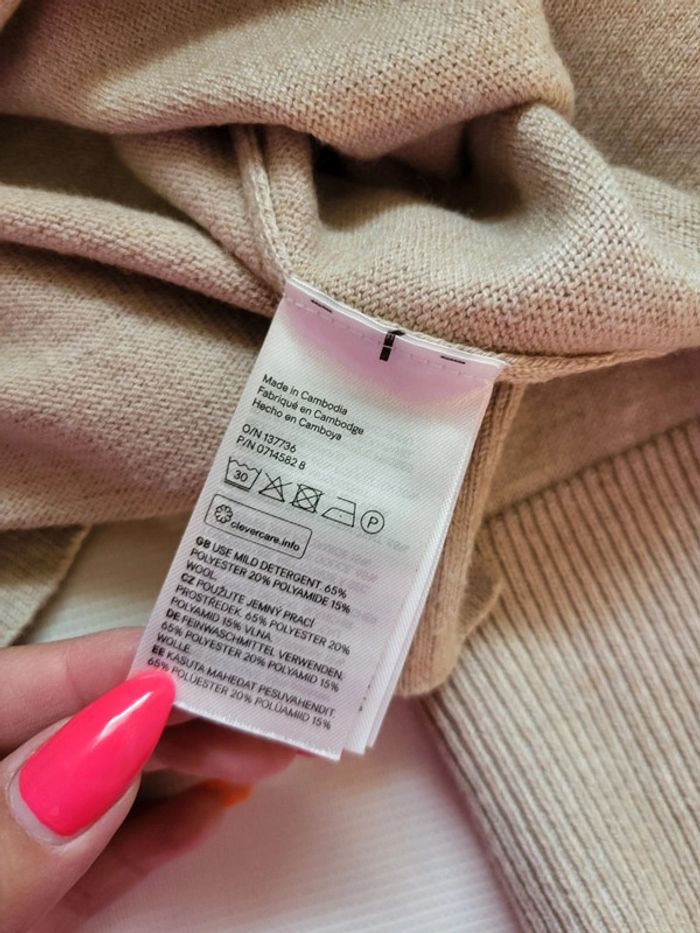 Made in Cambodia
Fabriqué en Cambodge
Hecho en Camboya
O/N 137736
P/N 0714582 8
30
P
clevercare.info
GB USE MILD DETERGENT. 65%
POLYESTER 20% POLYAMIDE 15%
WOOL.
CZ POUŽIJTE JEMNÝ PRACÍ
PROSTŘEDEK. 65% POLYESTER 20%
POLYAMID 15% VLNA.
DE FEINWASCHMITTEL VERWENDEN.
65% POLYESTER 20% POLYAMID 15%
WOLLE.
EE KASUTA MAHEDAT PESUVAHENDIT.
65% POLÜESTER 20% POLÜAMIID 15%